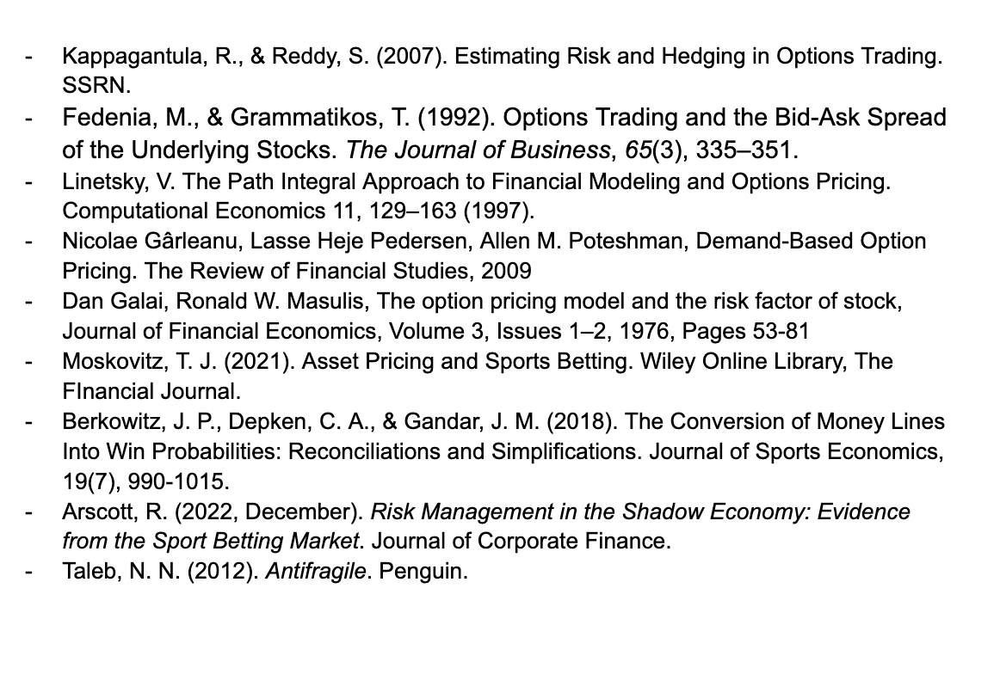 - Kappagantula, R., & Reddy, S. (2007). Estimating Risk and Hedging in Options Trading.
SSRN.
- Fedenia, M., & Grammatikos, T. (1992). Options Trading and the Bid-Ask Spread
of the Underlying Stocks. The Journal of Business, 65(3), 335–351.
- Linetsky, V. The Path Integral Approach to Financial Modeling and Options Pricing.
Computational Economics 11, 129–163 (1997).
- Nicolae Gârleanu, Lasse Heje Pedersen, Allen M. Poteshman, Demand-Based Option
Pricing. The Review of Financial Studies, 2009
- Dan Galai, Ronald W. Masulis, The option pricing model and the risk factor of stock,
Journal of Financial Economics, Volume 3, Issues 1–2, 1976, Pages 53-81
- Moskovitz, T. J. (2021). Asset Pricing and Sports Betting. Wiley Online Library, The
FInancial Journal.
- Berkowitz, J. P., Depken, C. A., & Gandar, J. M. (2018). The Conversion of Money Lines
Into Win Probabilities: Reconciliations and Simplifications. Journal of Sports Economics,
19(7), 990-1015.
- Arscott, R. (2022, December). Risk Management in the Shadow Economy: Evidence
from the Sport Betting Market. Journal of Corporate Finance.
- Taleb, N. N. (2012). Antifragile. Penguin.